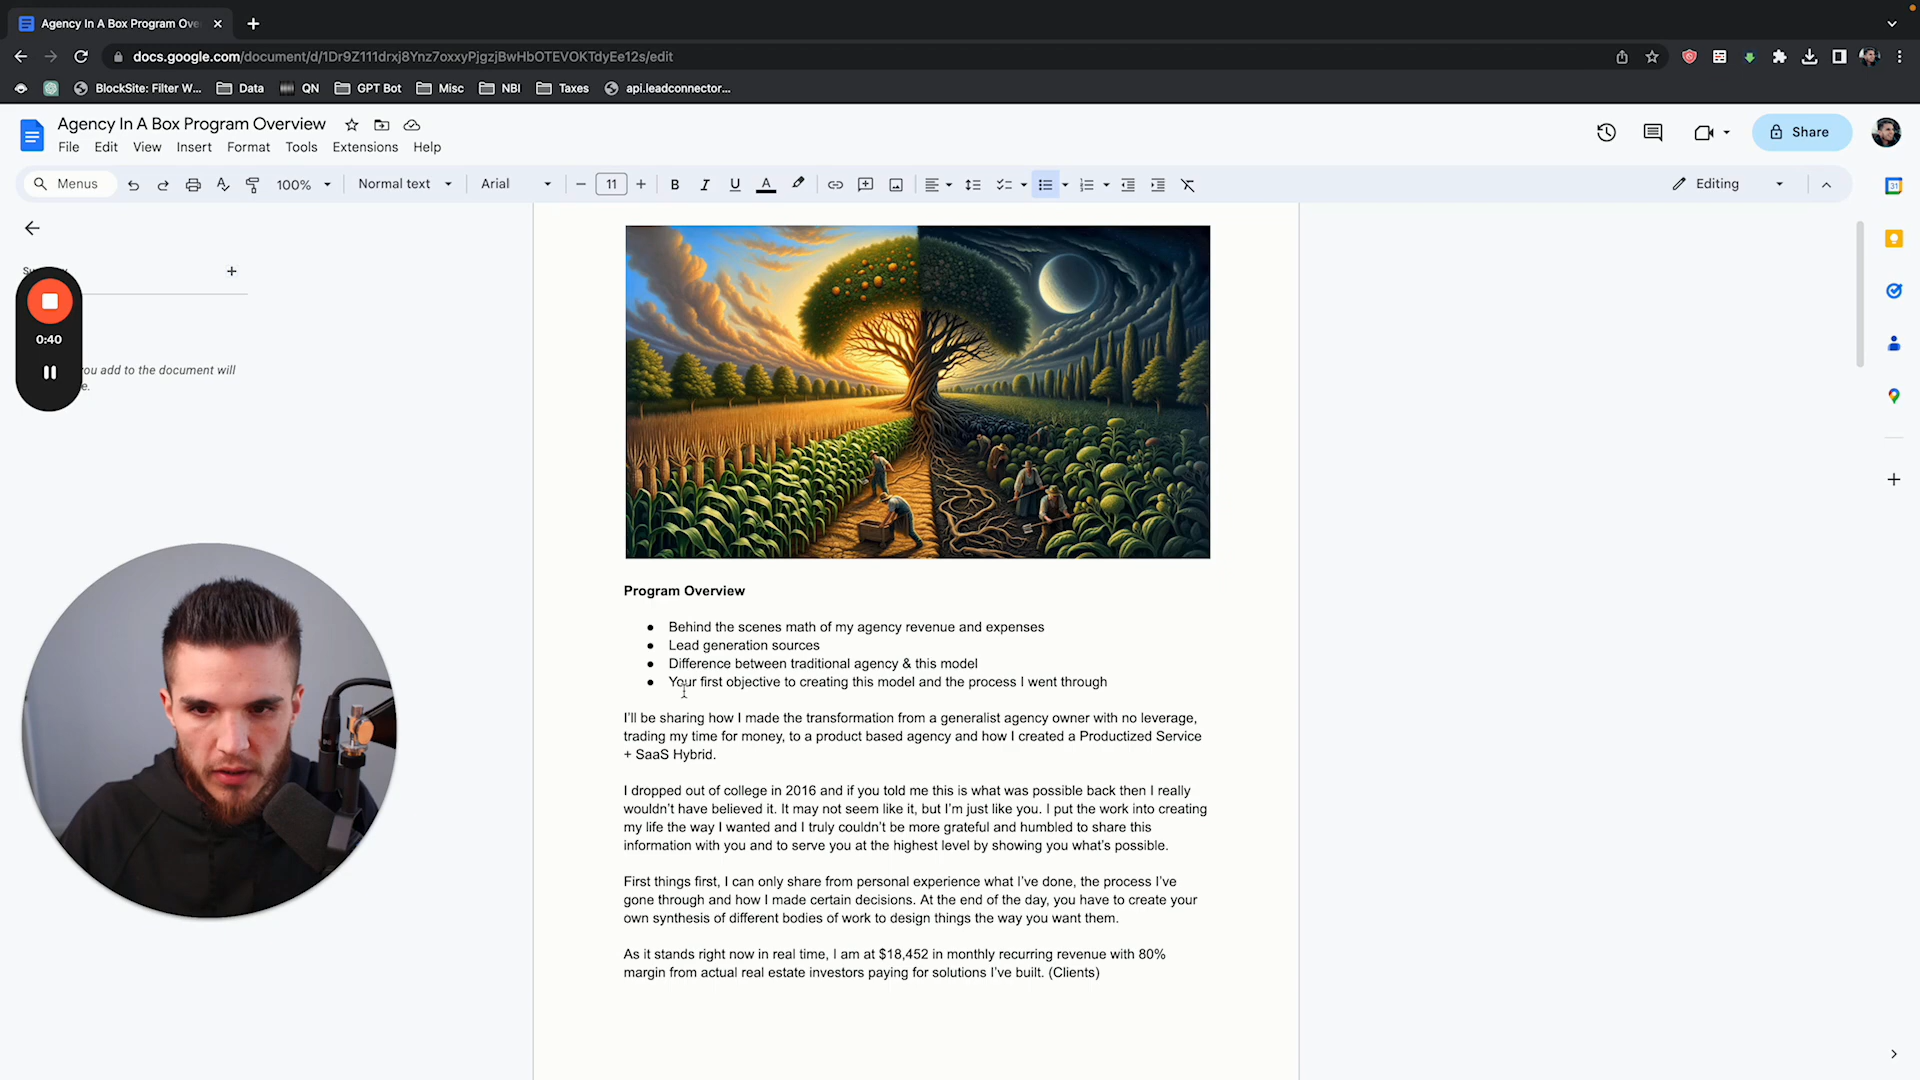 Agency In A Box Program Ove
docs.google.com/document/d/1Dr9Z111drxj8Ynz7oxxyPjgzjBwHbOTEVOKTdyEe12s/edit
BlockSite: Filter W... Data QN GPT Bot Misc NBI Taxes api.leadconnector...
Agency In A Box Program Overview
File Edit View Insert Format Tools Extensions Help
Share
Menus 100% Normal text Arial 11 Editing
31
0:40
you add to the document will
e.
Program Overview
● Behind the scenes math of my agency revenue and expenses
● Lead generation sources
● Difference between traditional agency & this model
● Your first objective to creating this model and the process I went through
I'll be sharing how I made the transformation from a generalist agency owner with no leverage,
trading my time for money, to a product based agency and how I created a Productized Service
+ SaaS Hybrid.
I dropped out of college in 2016 and if you told me this is what was possible back then I really
wouldn't have believed it. It may not seem like it, but I'm just like you. I put the work into creating
my life the way I wanted and I truly couldn't be more grateful and humbled to share this
information with you and to serve you at the highest level by showing you what's possible.
First things first, I can only share from personal experience what I've done, the process I've
gone through and how I made certain decisions. At the end of the day, you have to create your
own synthesis of different bodies of work to design things the way you want them.
As it stands right now in real time, I am at $18,452 in monthly recurring revenue with 80%
margin from actual real estate investors paying for solutions I've built. (Clients)